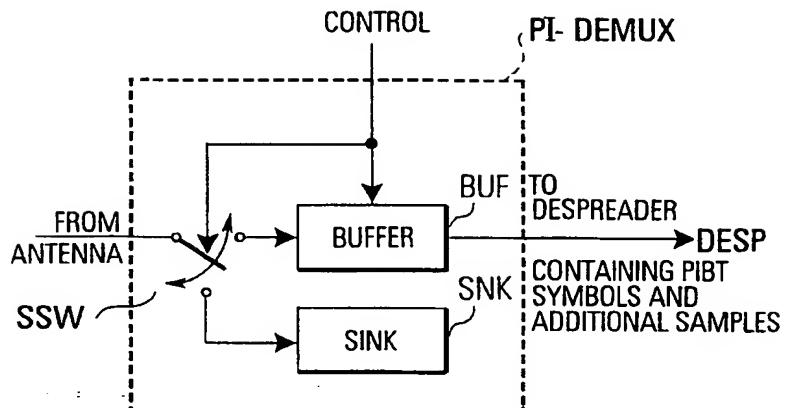 CONTROL
PI- DEMUX
FROM
ANTENNA
BUF
TO
DESPREADER
BUFFER
DESP
SSW
SNK
CONTAINING PIBT
SYMBOLS AND
ADDITIONAL SAMPLES
SINK